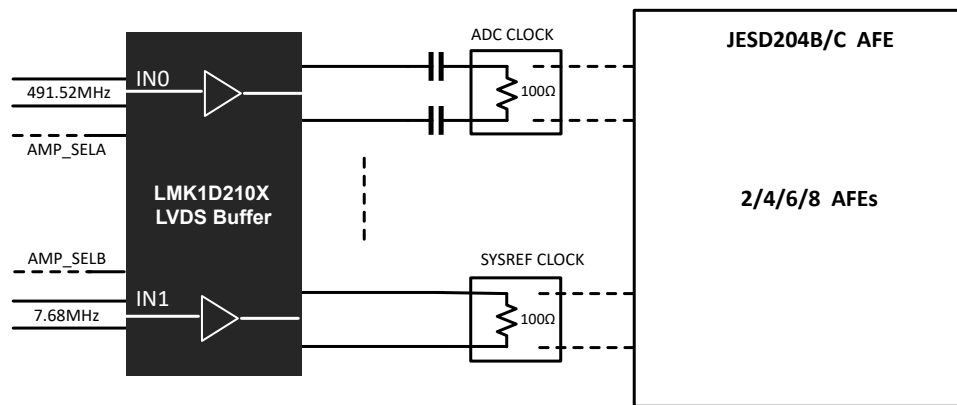 ADC CLOCK
JESD204B/C AFE
IN0
491.52MHz
100Ω
AMP_SELA
LMK1D210X
LVDS Buffer
2/4/6/8 AFEs
AMP_SELB
SYSREF CLOCK
IN1
7.68MHz
100Ω